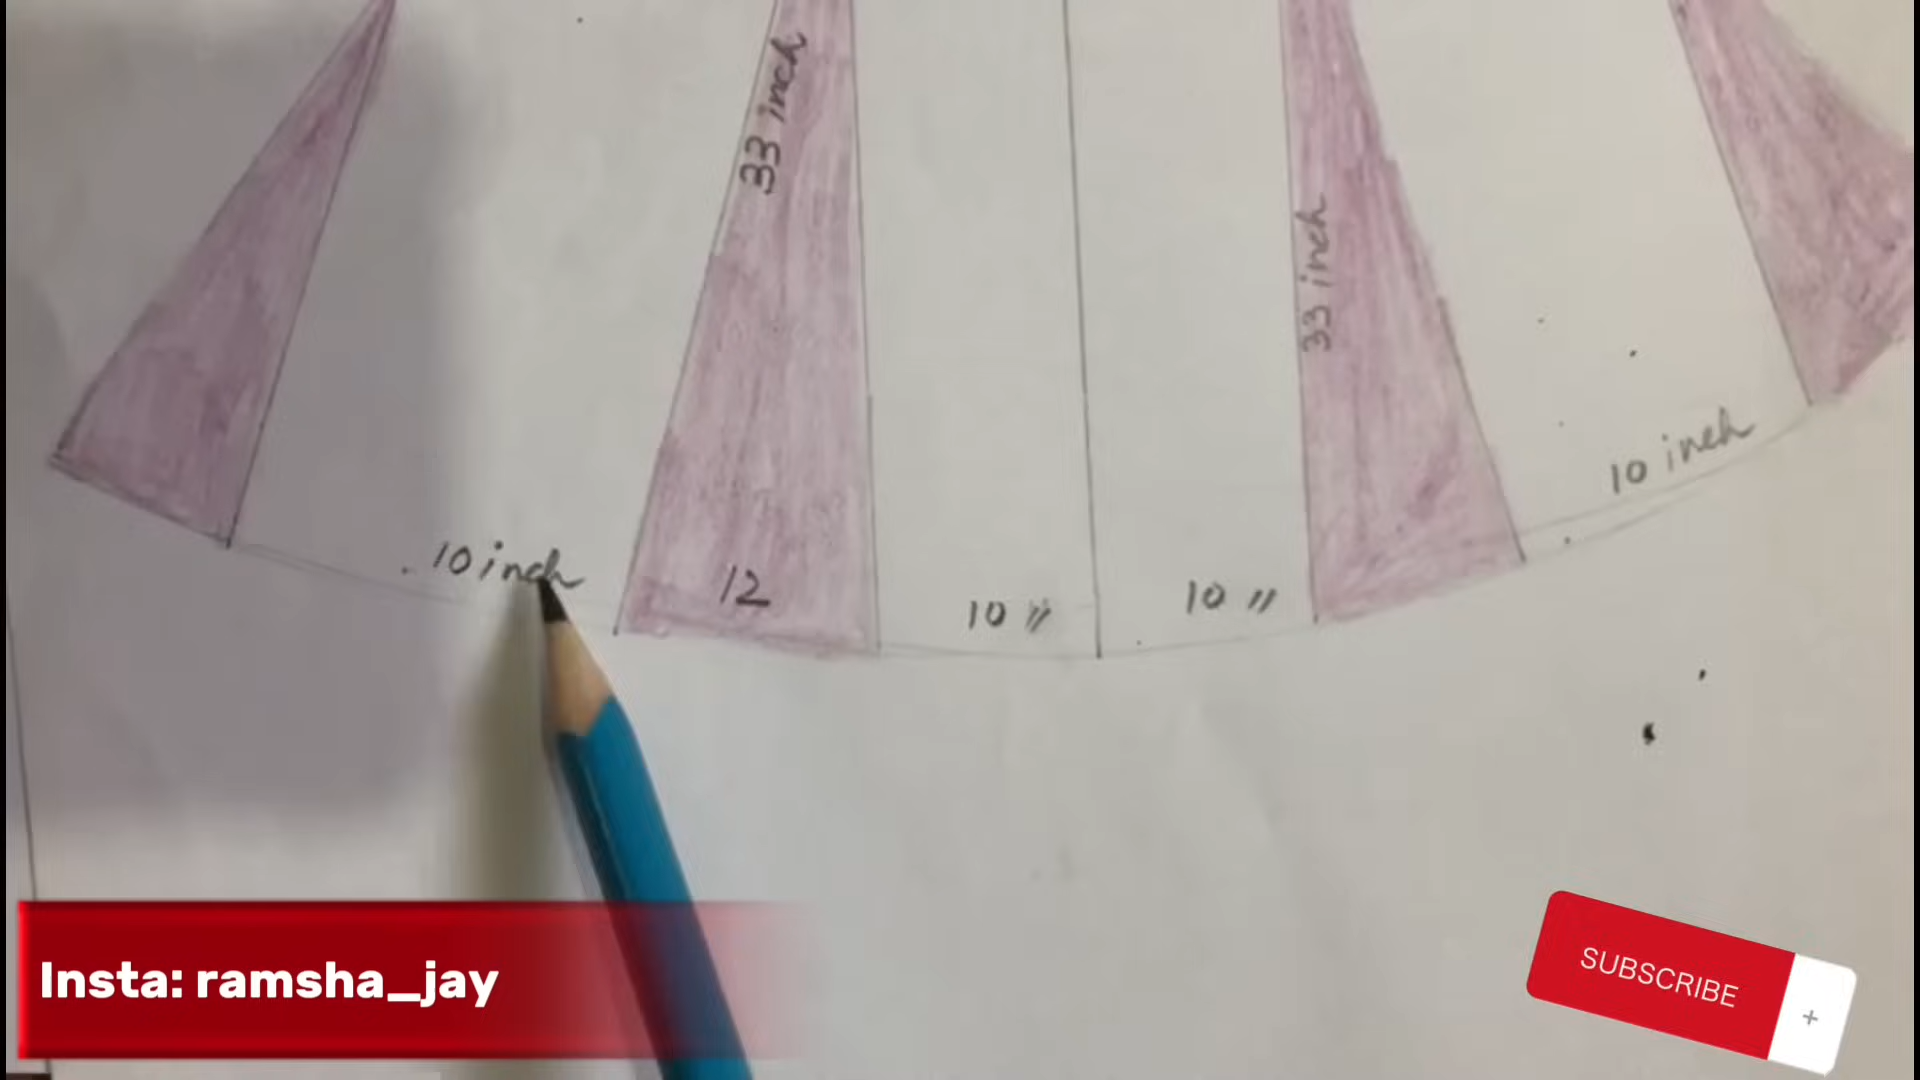 33 inch
33 inch
10 inch
10 inch
12
10 "
10 "
Insta: ramsha_jay
SUBSCRIBE
+